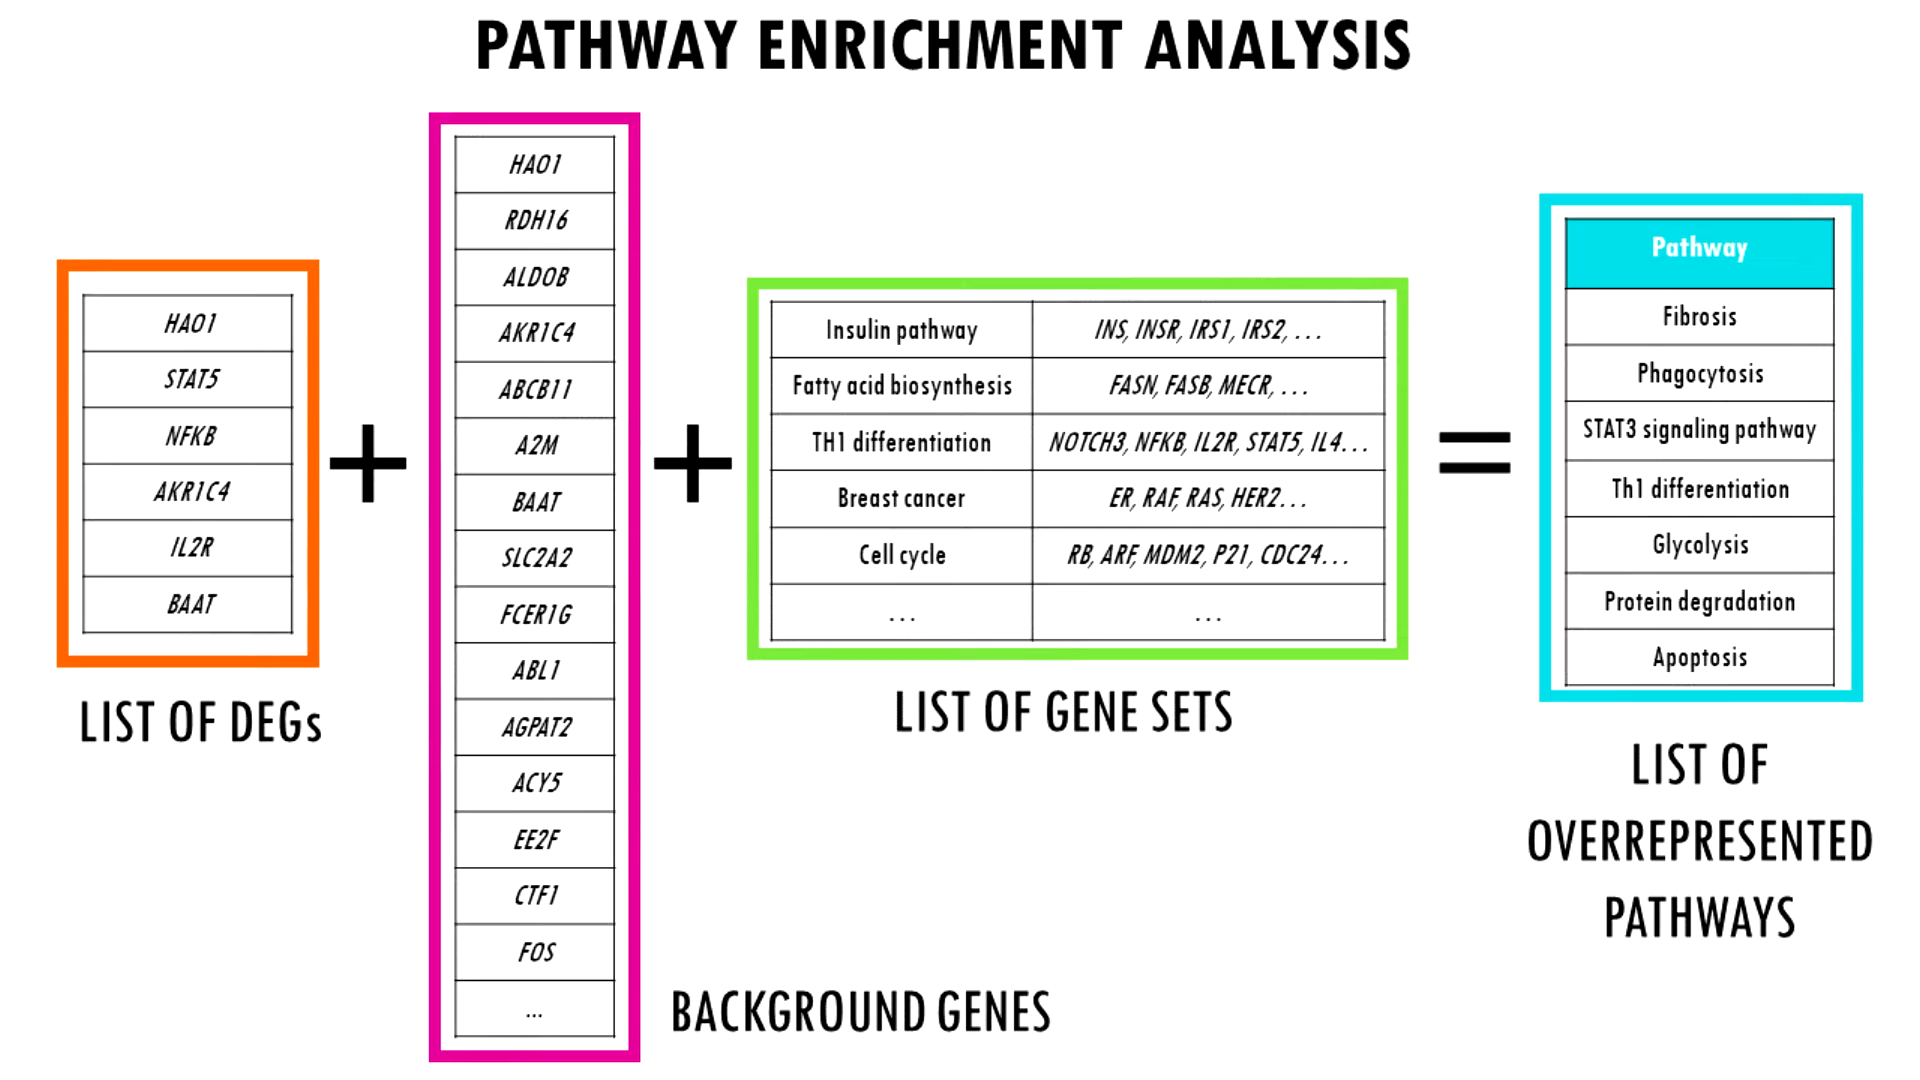 PATHWAY ENRICHMENT ANALYSIS
HAO1
STAT5
NFKB
AKR1C4
IL2R
BAAT
LIST OF DEGs
+
HAO1
RDH16
ALDOB
AKR1C4
ABCB11
A2M
BAAT
SLC2A2
FCER1G
ABL1
AGPAT2
ACY5
EE2F
CTF1
FOS
...
BACKGROUND GENES
+
Insulin pathway INS, INSR, IRS1, IRS2, ...
Fatty acid biosynthesis FASN, FASB, MECR, ...
TH1 differentiation NOTCH3, NFKB, IL2R, STAT5, IL4...
Breast cancer ER, RAF, RAS, HER2...
Cell cycle RB, ARF, MDM2, P21, CDC24...
... ...
LIST OF GENE SETS
=
Pathway
Fibrosis
Phagocytosis
STAT3 signaling pathway
Th1 differentiation
Glycolysis
Protein degradation
Apoptosis
LIST OF
OVERREPRESENTED
PATHWAYS